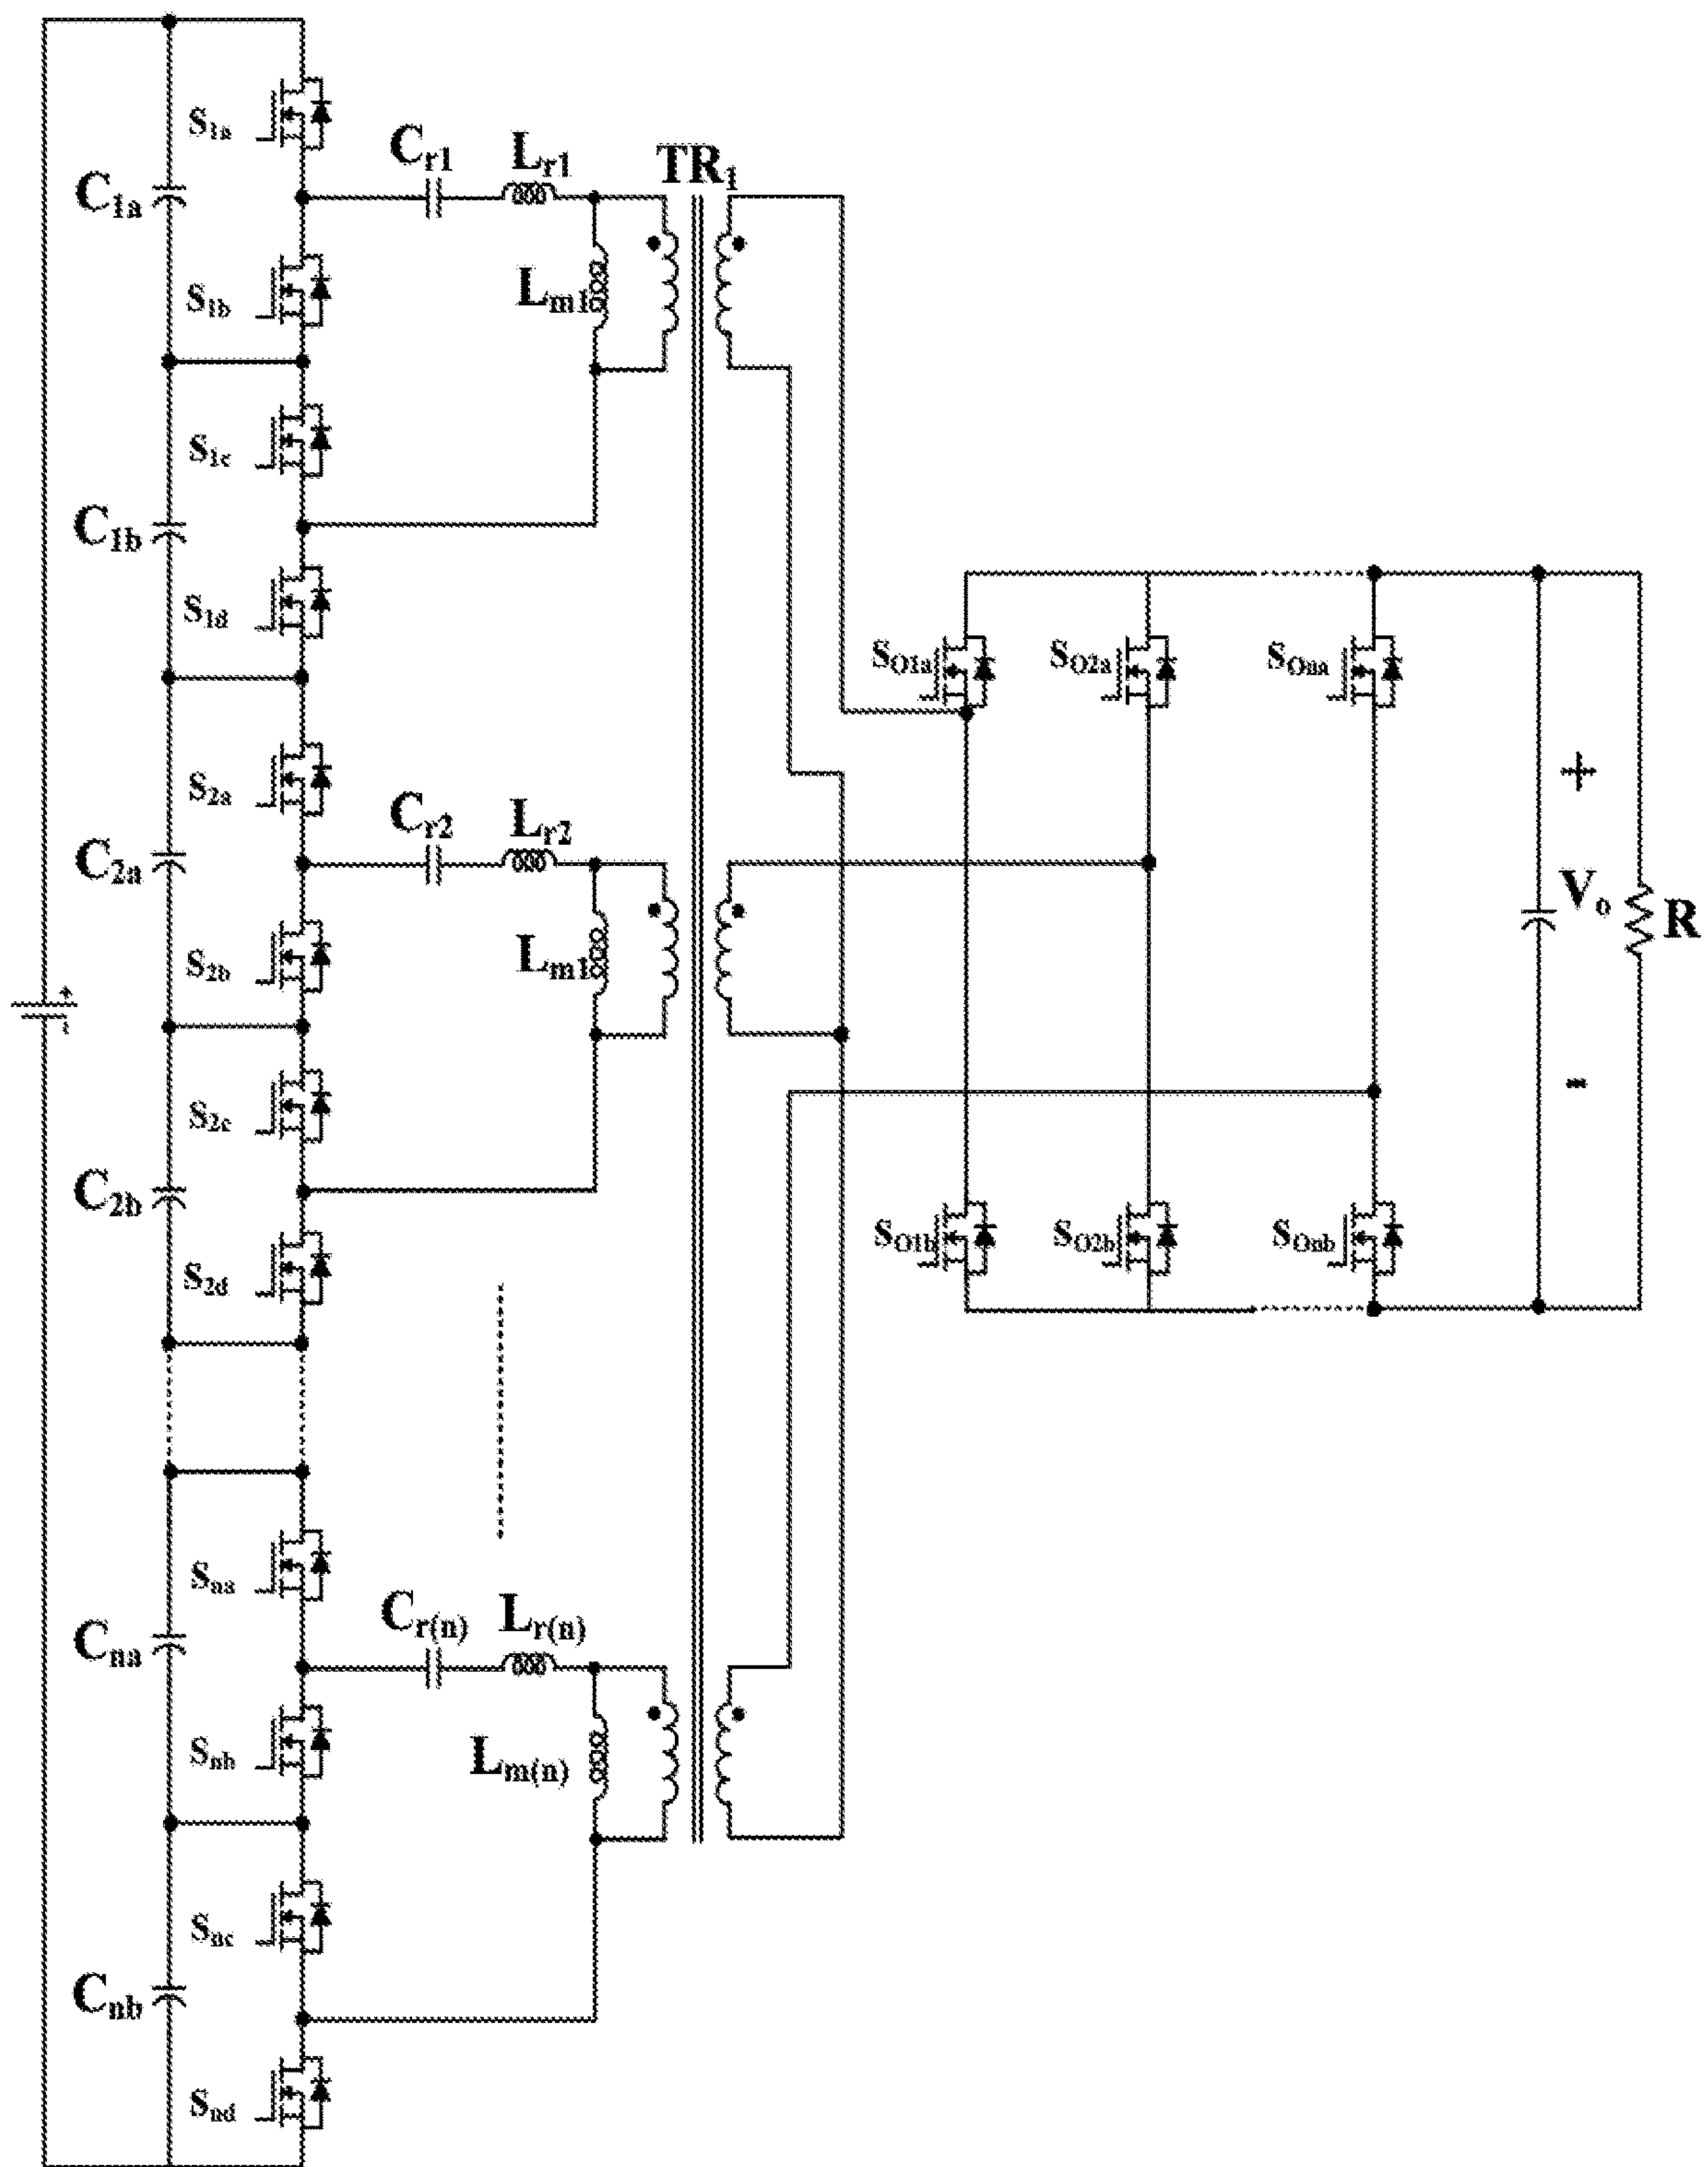 S1a
Cr1
Lr1
TR1
C1a
S1b
Lm1
S1c
C1b
S1d
SO1a
SO2a
SOna
S2a
Cr2
Lr2
+
C2a
Vo
R
S2b
Lm1
+
-
S2c
-
C2b
SO1b
SO2b
SOnb
S2d
Sna
Cr(n)
Lr(n)
Cna
Snb
Lm(n)
Snc
Cnb
Snd